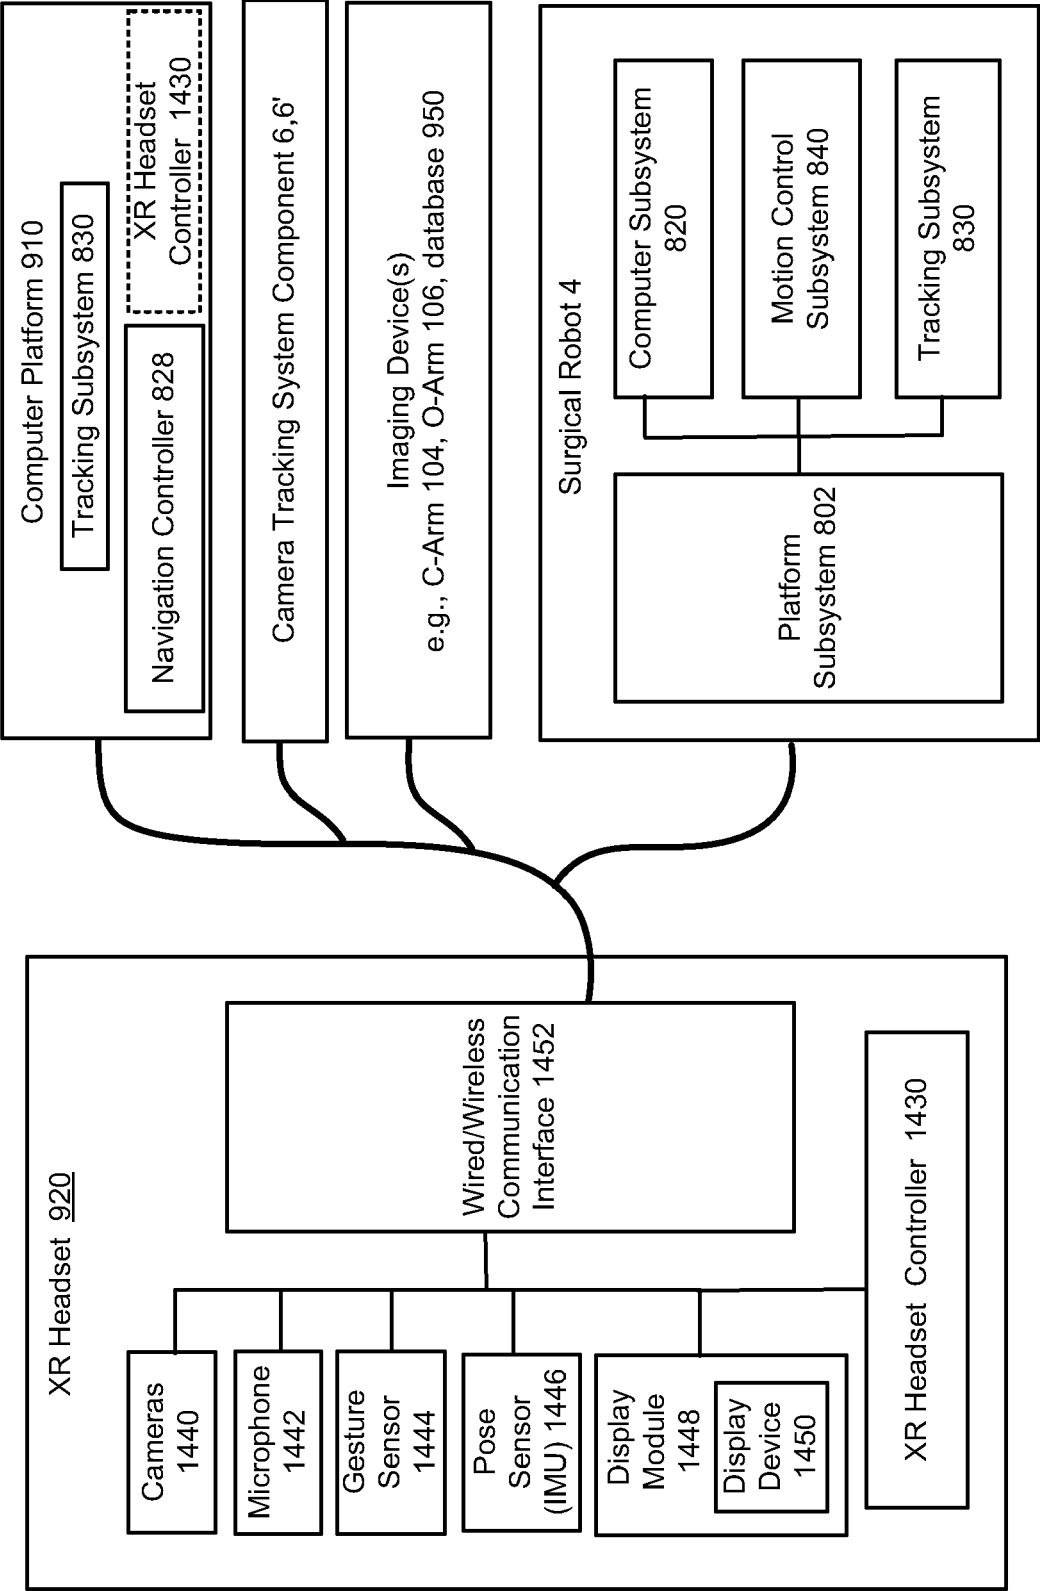 XR Headset 920
Cameras
1440
Microphone
1442
Gesture
Sensor
1444
Pose
Sensor
(IMU) 1446
Display
Module
1448
Display
Device
1450
Wired/Wireless
Communication
Interface 1452
XR Headset Controller 1430
Computer Platform 910
Tracking Subsystem 830
Navigation Controller 828
XR Headset
Controller 1430
Camera Tracking System Component 6,6'
Imaging Device(s)
e.g., C-Arm 104, O-Arm 106, database 950
Surgical Robot 4
Platform
Subsystem 802
Computer Subsystem
820
Motion Control
Subsystem 840
Tracking Subsystem
830